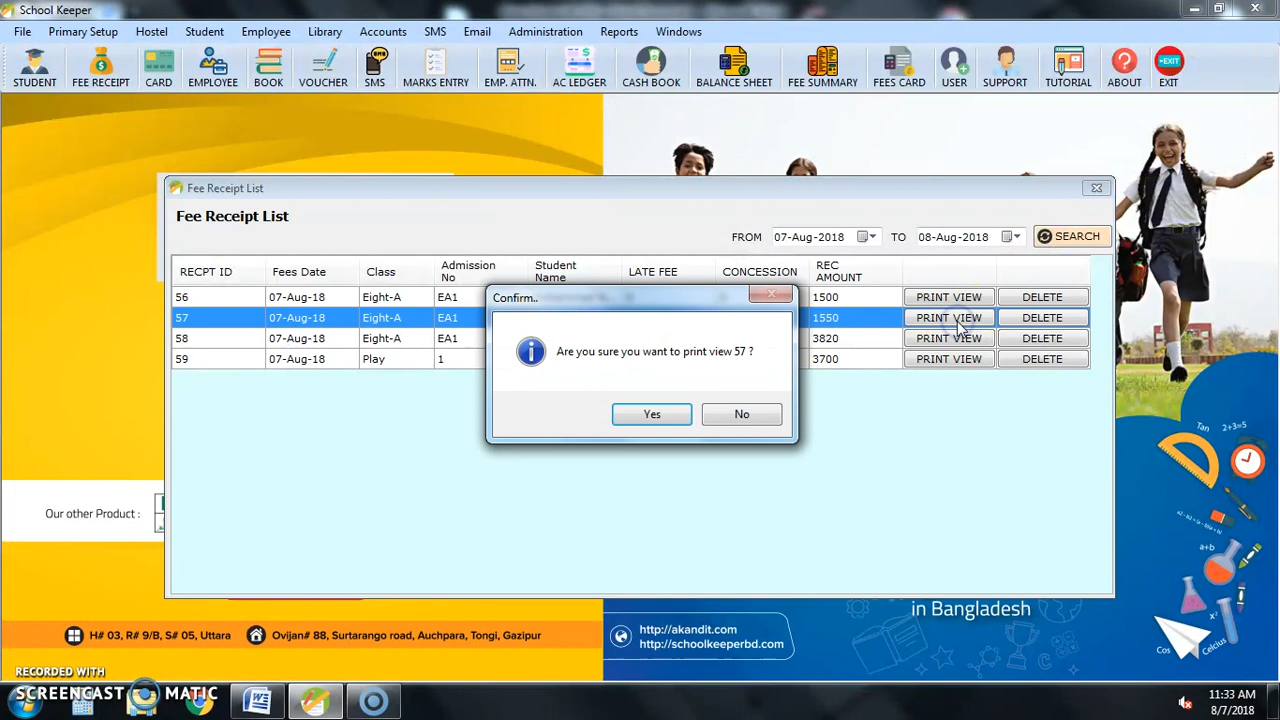 School Keeper
File Primary Setup Hostel Student Employee Library Accounts SMS Email Administration Reports Windows
SMS
EXIT
STUDENT FEE RECEIPT CARD EMPLOYEE BOOK VOUCHER SMS MARKS ENTRY EMP. ATTN. AC LEDGER CASH BOOK BALANCE SHEET FEE SUMMARY FEES CARD USER SUPPORT TUTORIAL ABOUT EXIT
Fee Receipt List
Fee Receipt List
FROM 07-Aug-2018 TO 08-Aug-2018 SEARCH
RECPT ID Fees Date Class Admission No Student Name LATE FEE CONCESSION REC AMOUNT
56 07-Aug-18 Eight-A EA1 1500 PRINT VIEW DELETE
57 07-Aug-18 Eight-A EA1 1550 PRINT VIEW DELETE
58 07-Aug-18 Eight-A EA1 3820 PRINT VIEW DELETE
59 07-Aug-18 Play 1 3700 PRINT VIEW DELETE
Confirm..
Are you sure you want to print view 57 ?
Yes No
Tan 2+3=5
a+b
Cos Celcius
Our other Product :
in Bangladesh
H# 03, R# 9/B, S# 05, Uttara Ovijan# 88, Surtarango road, Auchpara, Tongi, Gazipur
http://akandit.com
http://schoolkeeperbd.com
RECORDED WITH
SCREENCAST MATIC
11:33 AM
8/7/2018